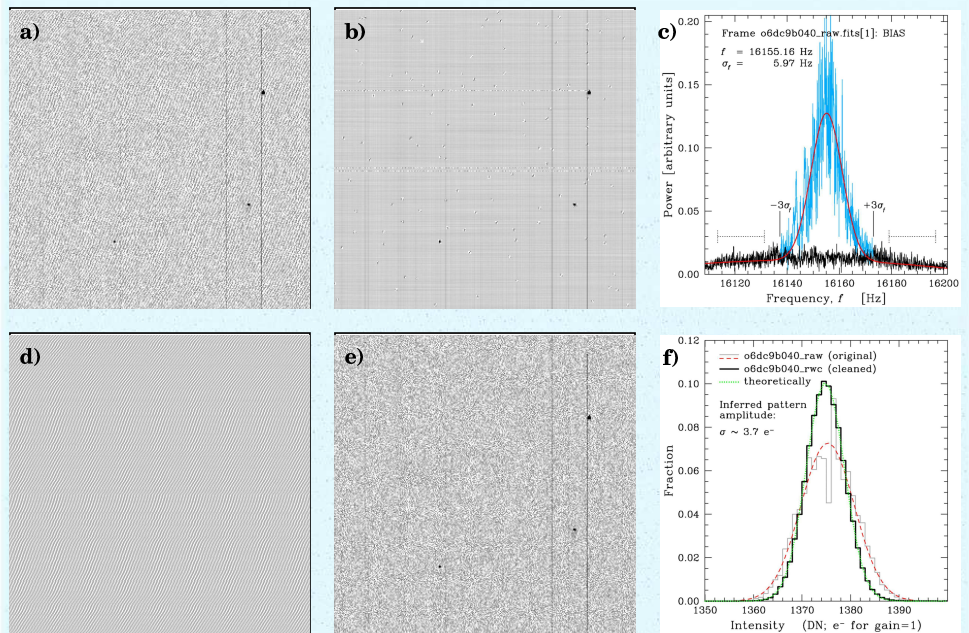 a)
b)
c)
Frame o6dc9b040_raw.fits[1]: BIAS
f = 16155.16 Hz
σf = 5.97 Hz
−3σf
+3σf
0.20
0.15
0.10
0.05
0.00
Power [arbitrary units]
16120 16140 16160 16180 16200
Frequency, f [Hz]
d)
e)
f)
o6dc9b040_raw (original)
o6dc9b040_rwc (cleaned)
theoretically
Inferred pattern
amplitude:
σ ~ 3.7 e⁻
0.12
0.10
0.08
0.06
0.04
0.02
0.00
Fraction
1350 1360 1370 1380 1390
Intensity (DN; e⁻ for gain=1)